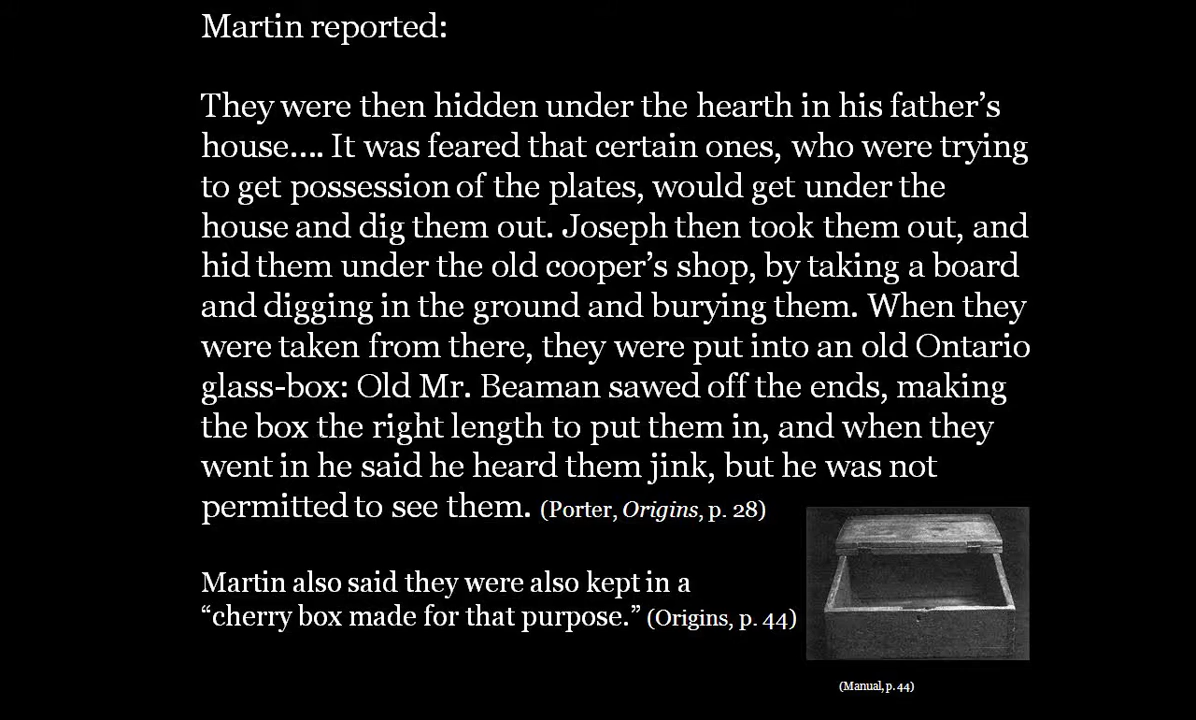 Martin reported:
They were then hidden under the hearth in his father’s
house…. It was feared that certain ones, who were trying
to get possession of the plates, would get under the
house and dig them out. Joseph then took them out, and
hid them under the old cooper’s shop, by taking a board
and digging in the ground and burying them. When they
were taken from there, they were put into an old Ontario
glass-box: Old Mr. Beaman sawed off the ends, making
the box the right length to put them in, and when they
went in he said he heard them jink, but he was not
permitted to see them. (Porter, Origins, p. 28)
Martin also said they were also kept in a
“cherry box made for that purpose.” (Origins, p. 44)
(Manual, p. 44)